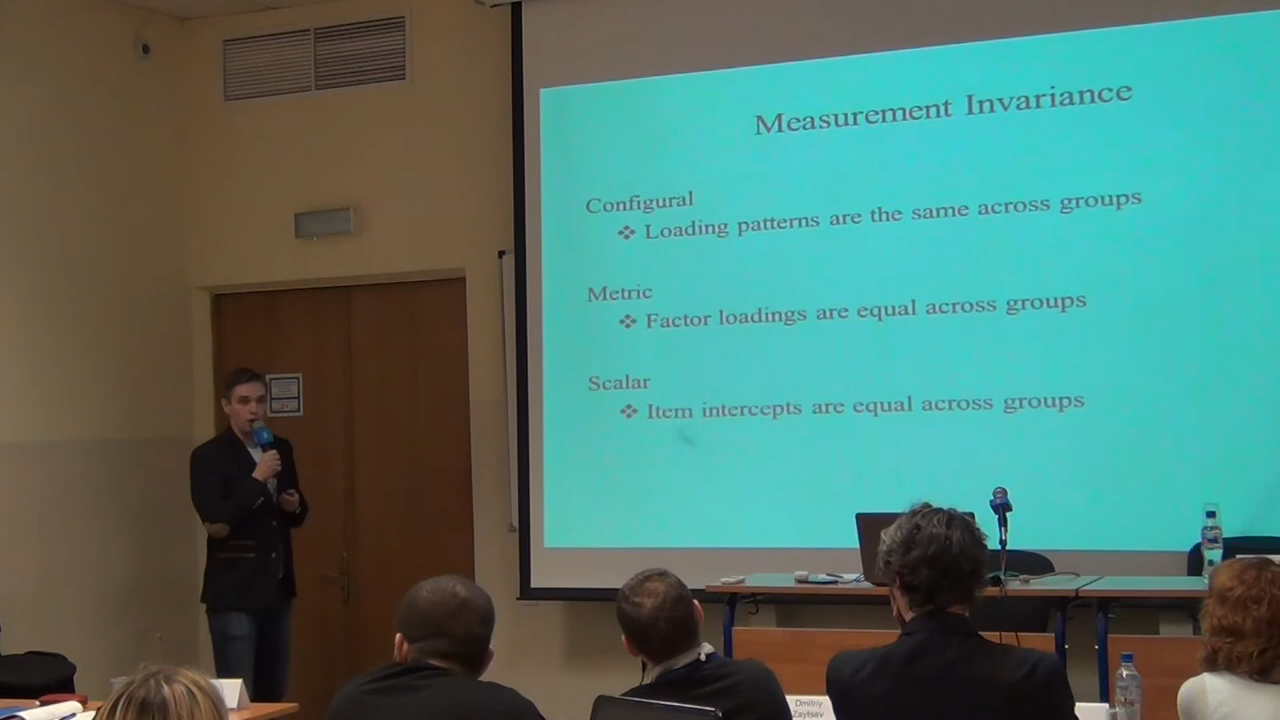 Measurement Invariance
Configural
❖ Loading patterns are the same across groups
Metric
❖ Factor loadings are equal across groups
Scalar
❖ Item intercepts are equal across groups
Dmitriy
Zaytsev